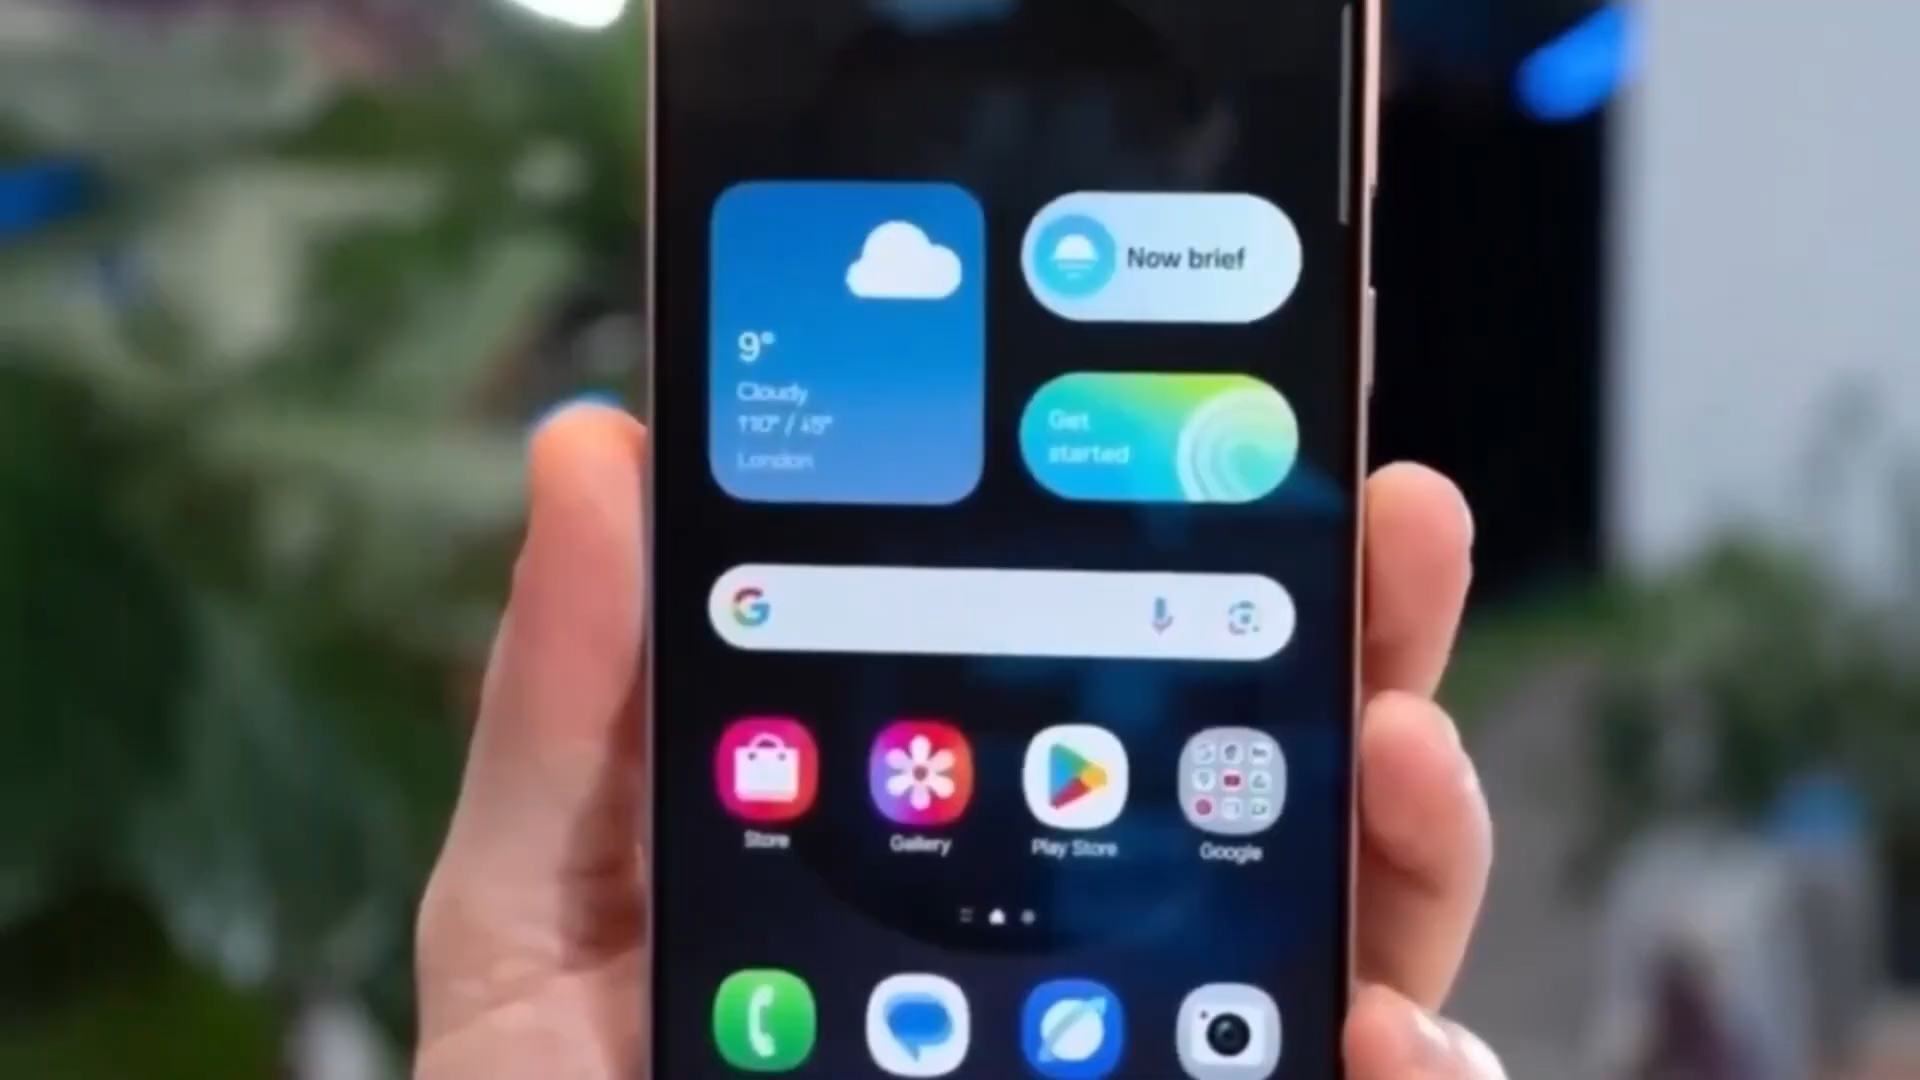 9°
Cloudy
London
Now brief
Get
started
Store
Gallery
Play Store
Google